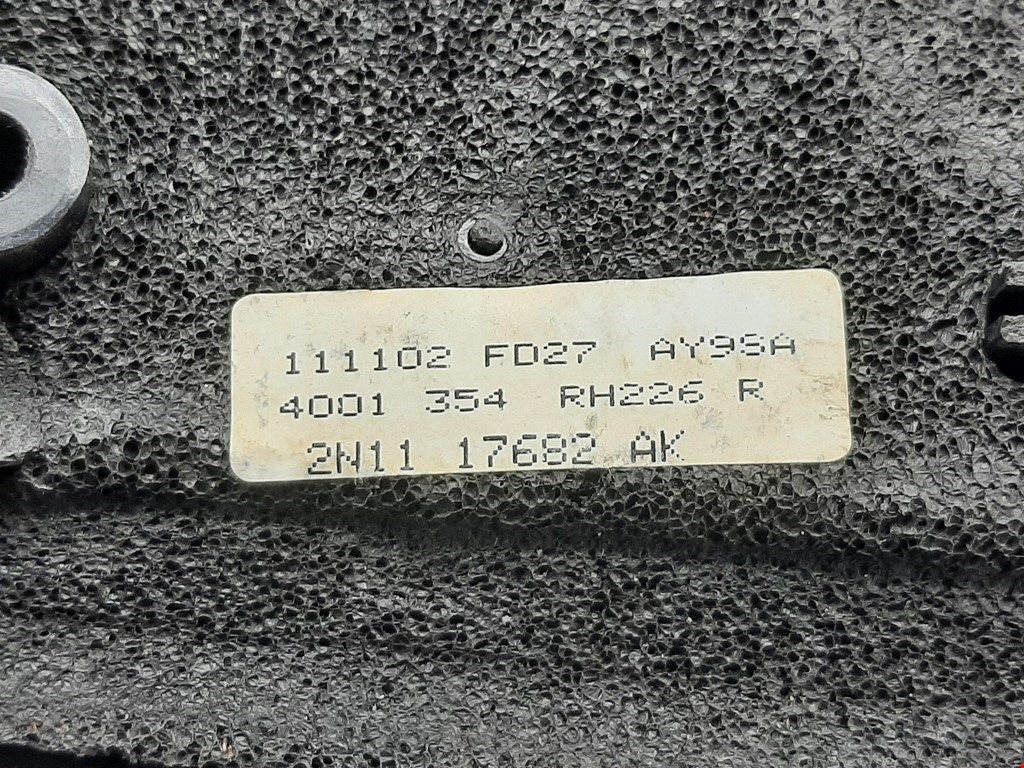 111102 FD27 AY9SA
4001 354 RH226 R
2N11 17682 AK